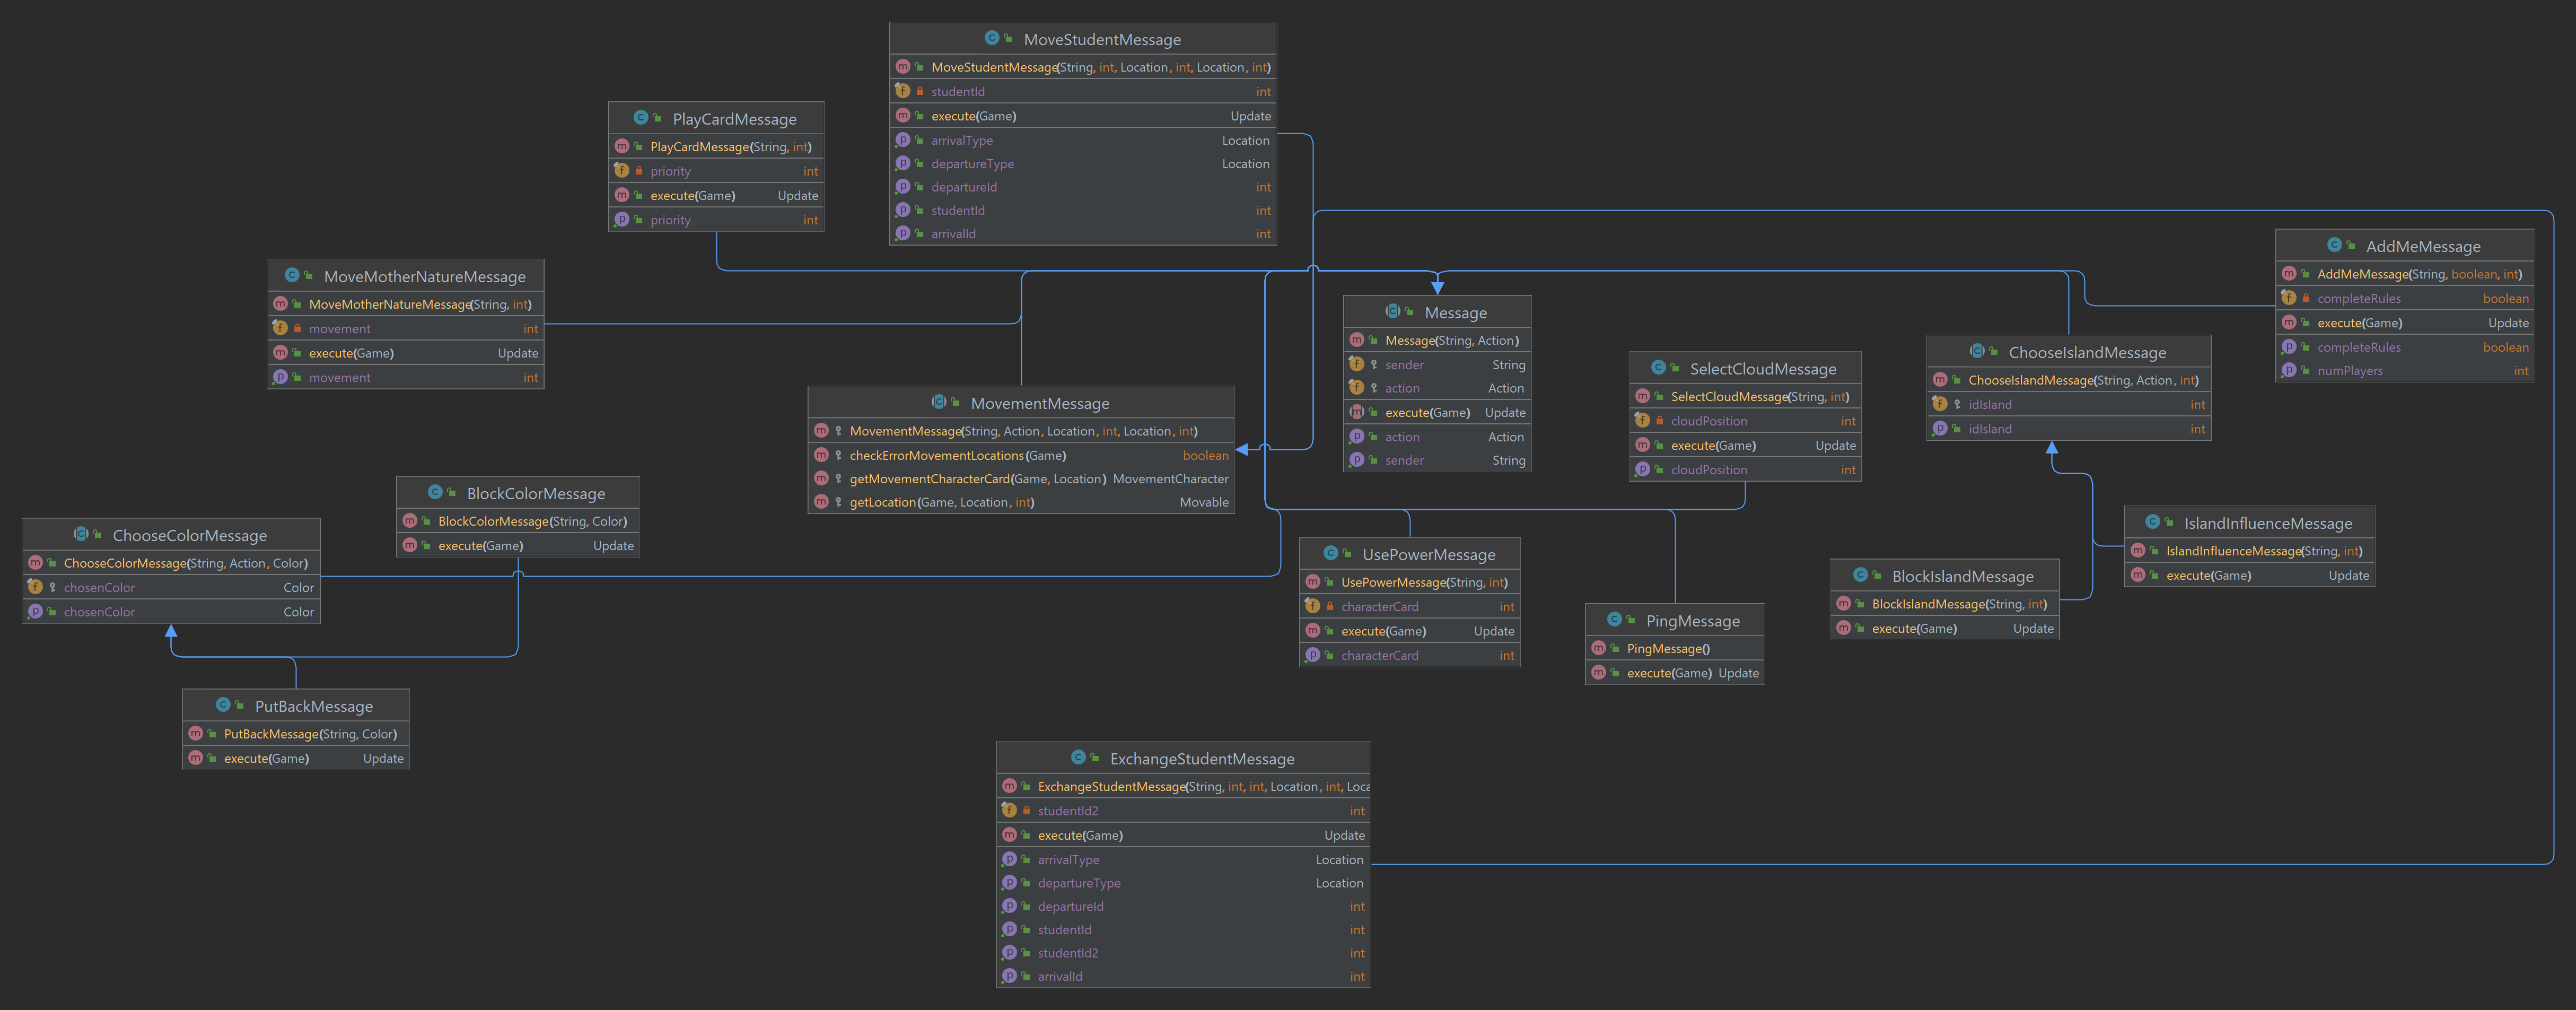 MoveStudentMessage
MoveStudentMessage(String, int, Location, int, Location, int)
studentId int
execute(Game) Update
arrivalType Location
departureType Location
departureId int
studentId int
arrivalId int
PlayCardMessage
PlayCardMessage(String, int)
priority int
execute(Game) Update
priority int
MoveMotherNatureMessage
MoveMotherNatureMessage(String, int)
movement int
execute(Game) Update
movement int
AddMeMessage
AddMeMessage(String, boolean, int)
completeRules boolean
execute(Game) Update
completeRules boolean
numPlayers int
Message
Message(String, Action)
sender String
action Action
execute(Game) Update
action Action
sender String
ChooseIslandMessage
ChooseIslandMessage(String, Action, int)
idIsland int
idIsland int
SelectCloudMessage
SelectCloudMessage(String, int)
cloudPosition int
execute(Game) Update
cloudPosition int
MovementMessage
MovementMessage(String, Action, Location, int, Location, int)
checkErrorMovementLocations(Game) boolean
getMovementCharacterCard(Game, Location) MovementCharacter
getLocation(Game, Location, int) Movable
BlockColorMessage
BlockColorMessage(String, Color)
execute(Game) Update
ChooseColorMessage
ChooseColorMessage(String, Action, Color)
chosenColor Color
chosenColor Color
IslandInfluenceMessage
IslandInfluenceMessage(String, int)
execute(Game) Update
UsePowerMessage
UsePowerMessage(String, int)
characterCard int
execute(Game) Update
characterCard int
BlockIslandMessage
BlockIslandMessage(String, int)
execute(Game) Update
PingMessage
PingMessage()
execute(Game) Update
PutBackMessage
PutBackMessage(String, Color)
execute(Game) Update
ExchangeStudentMessage
ExchangeStudentMessage(String, int, int, Location, int, Loca
studentId2 int
execute(Game) Update
arrivalType Location
departureType Location
departureId int
studentId int
studentId2 int
arrivalId int